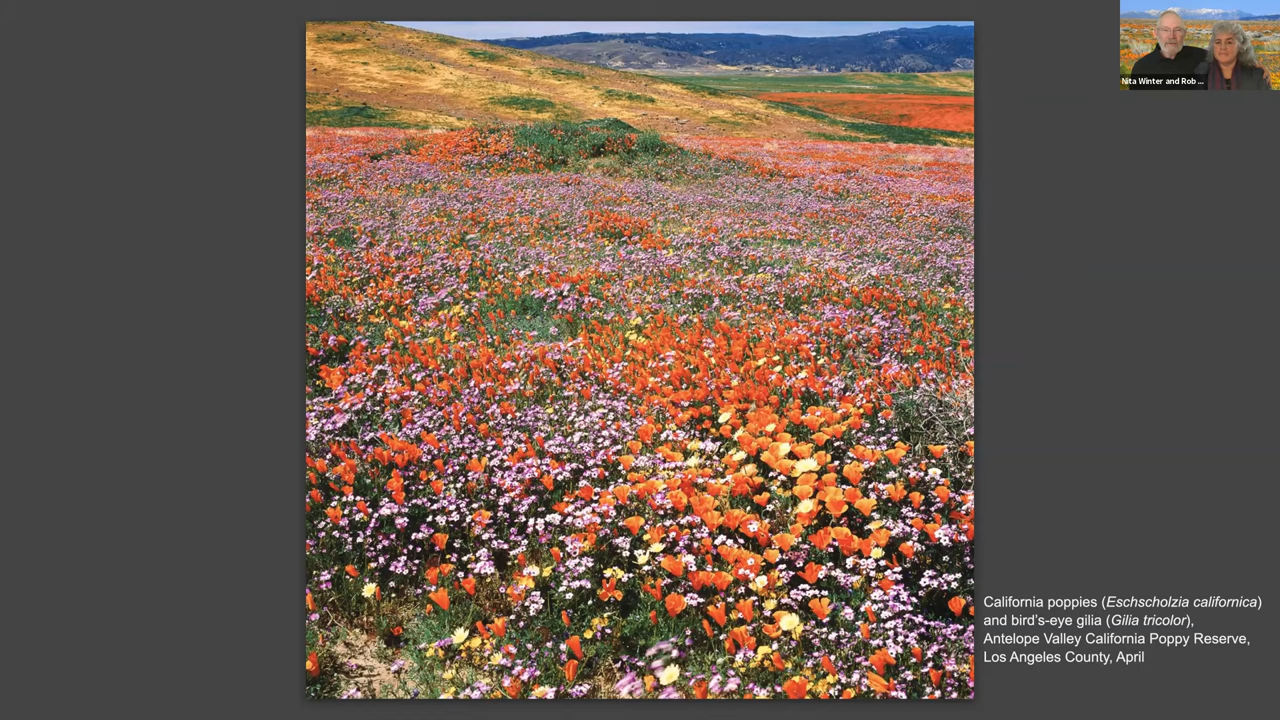 Nita Winter and Rob ...
California poppies (Eschscholzia californica)
and bird's-eye gilia (Gilia tricolor),
Antelope Valley California Poppy Reserve,
Los Angeles County, April